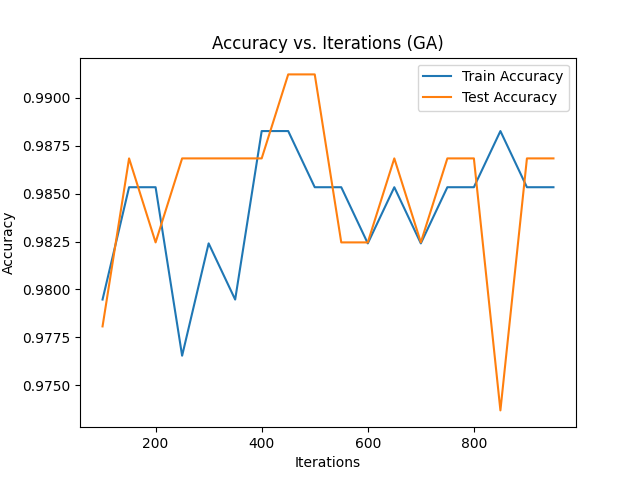 Accuracy vs. Iterations (GA)
Train Accuracy
Test Accuracy
0.9900
0.9875
0.9850
0.9825
0.9800
0.9775
0.9750
Accuracy
200 400 600 800
Iterations